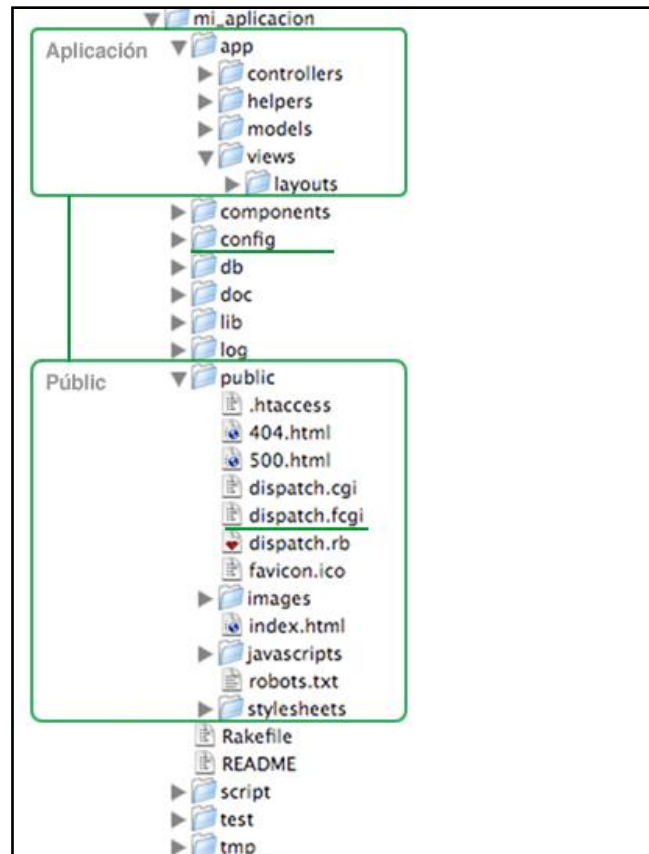 mi_aplicacion
Aplicación
app
controllers
helpers
models
views
layouts
components
config
db
doc
lib
log
Públic
public
.htaccess
404.html
500.html
dispatch.cgi
dispatch.fcgi
dispatch.rb
favicon.ico
images
index.html
javascripts
robots.txt
stylesheets
Rakefile
README
script
test
tmp